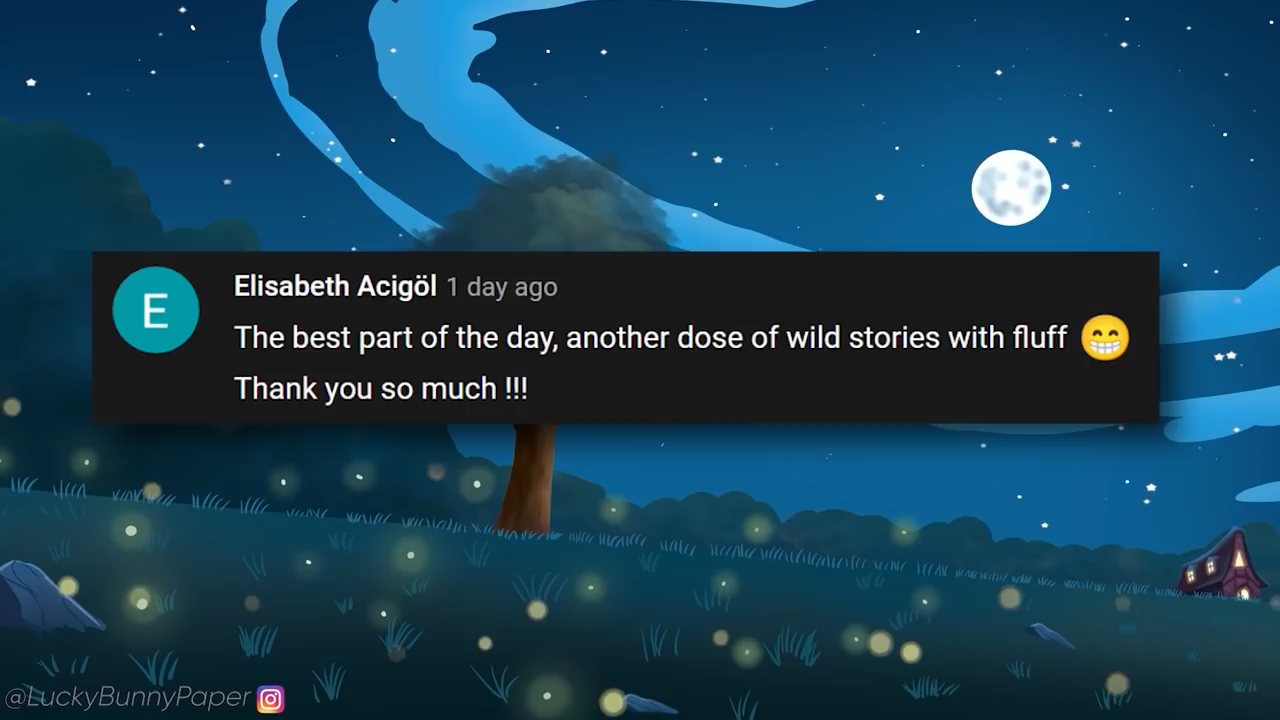 E
Elisabeth Acigöl 1 day ago
The best part of the day, another dose of wild stories with fluff 😁
Thank you so much !!!
@LuckyBunnyPaper